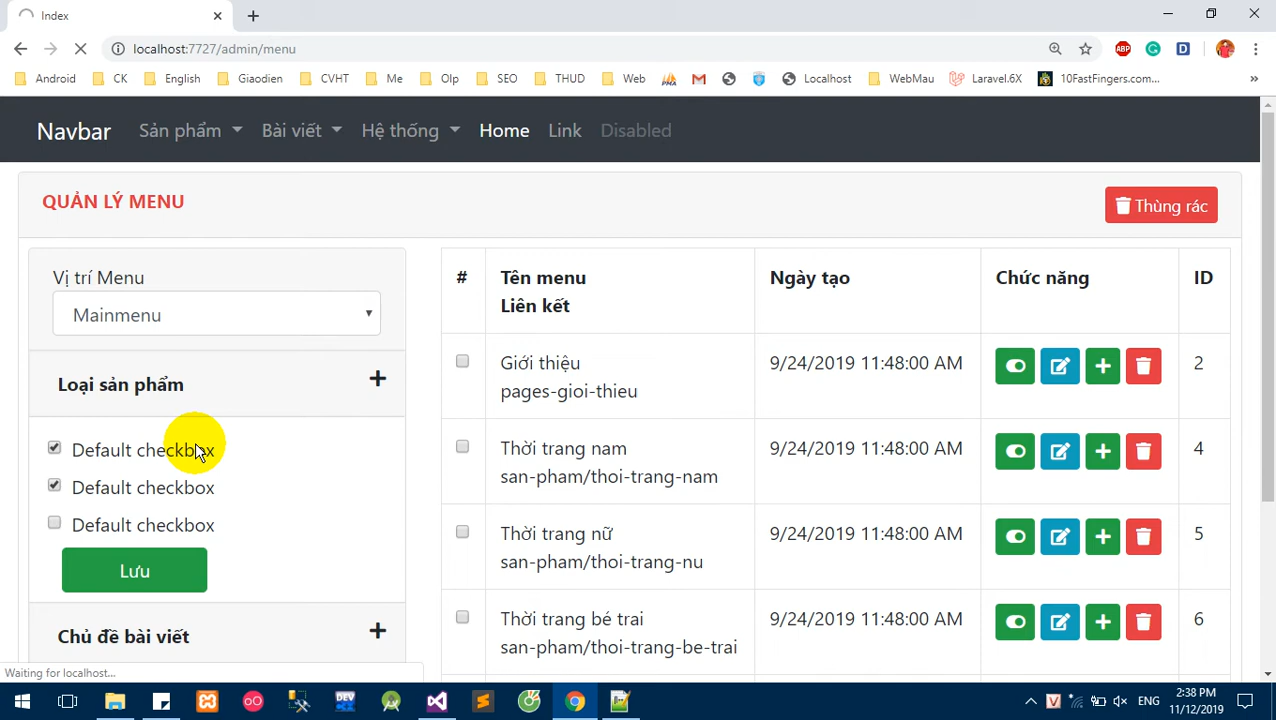 Index
localhost:7727/admin/menu
ABP
Android CK English Giaodien CVHT Me Olp SEO THUD Web Localhost WebMau Laravel.6X 10FastFingers.com... »
Navbar Sản phẩm Bài viết Hệ thống Home Link Disabled
QUẢN LÝ MENU
Thùng rác
Vị trí Menu
Mainmenu
Loại sản phẩm
Default checkbox
Default checkbox
Default checkbox
Lưu
Chủ đề bài viết
# Tên menu Ngày tạo Chức năng ID
Liên kết
Giới thiệu 9/24/2019 11:48:00 AM 2
pages-gioi-thieu
Thời trang nam 9/24/2019 11:48:00 AM 4
san-pham/thoi-trang-nam
Thời trang nữ 9/24/2019 11:48:00 AM 5
san-pham/thoi-trang-nu
Thời trang bé trai 9/24/2019 11:48:00 AM 6
san-pham/thoi-trang-be-trai
Waiting for localhost...
ENG
2:38 PM
11/12/2019